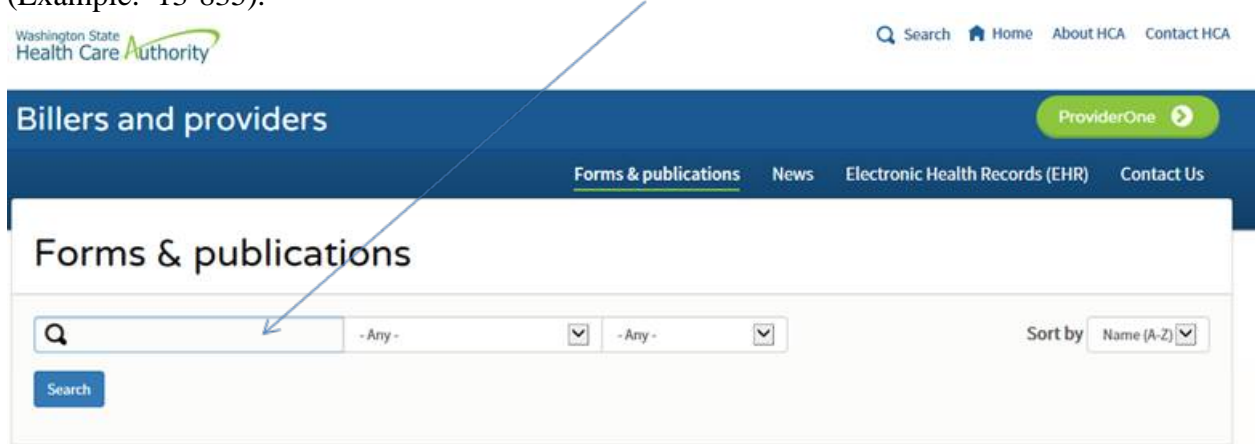 (Example: 13-835).
Washington State
Health Care Authority
Search Home About HCA Contact HCA
Billers and providers
ProviderOne
Forms & publications News Electronic Health Records (EHR) Contact Us
Forms & publications
- Any - - Any - Sort by Name (A-Z)
Search